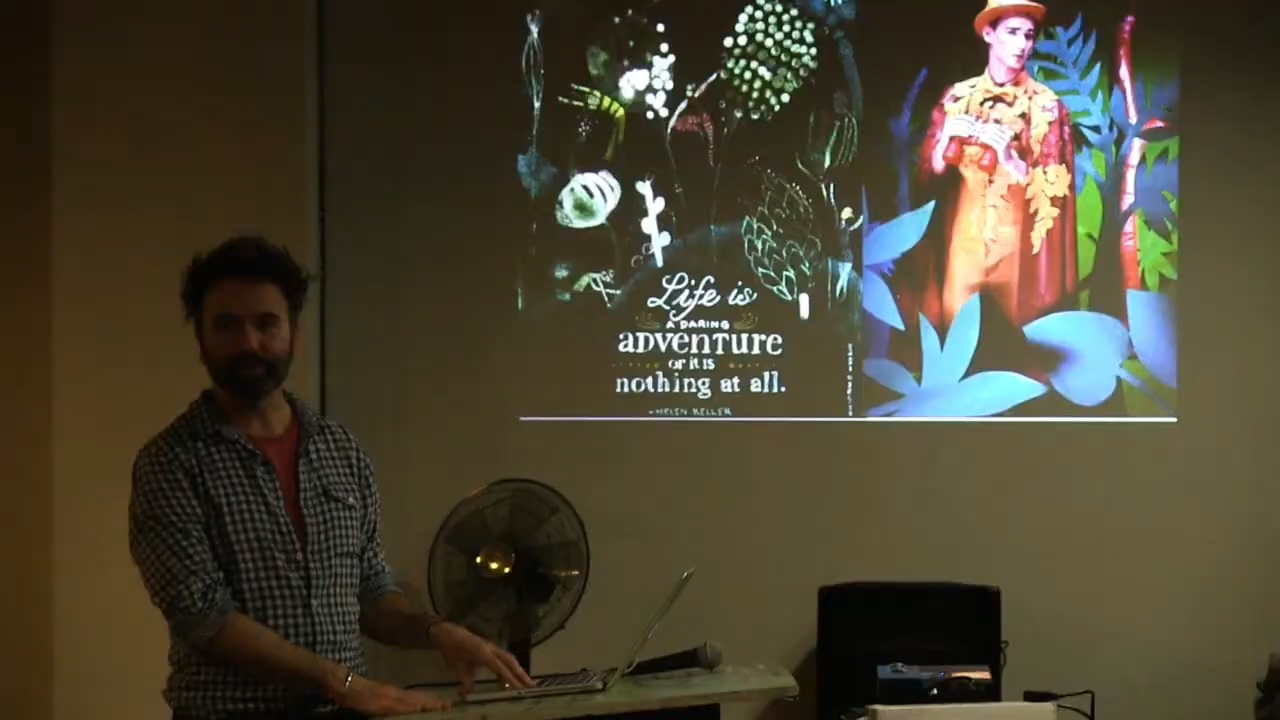 Life is
A DARING
ADVENTURE
or it is
nothing at all.
-HELEN KELLER